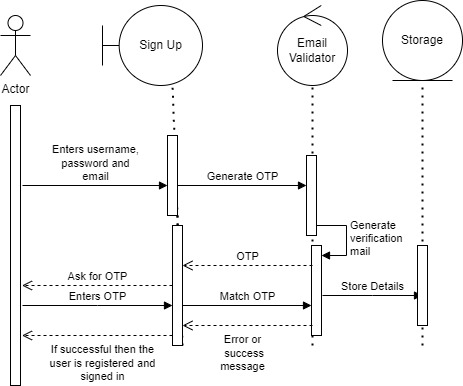 Sign Up
Email
Validator
Storage
Actor
Enters username,
password and
email
Generate OTP
Generate
verification
mail
OTP
Ask for OTP
Enters OTP
Match OTP
Store Details
If successful then the
user is registered and
signed in
Error or
success
message